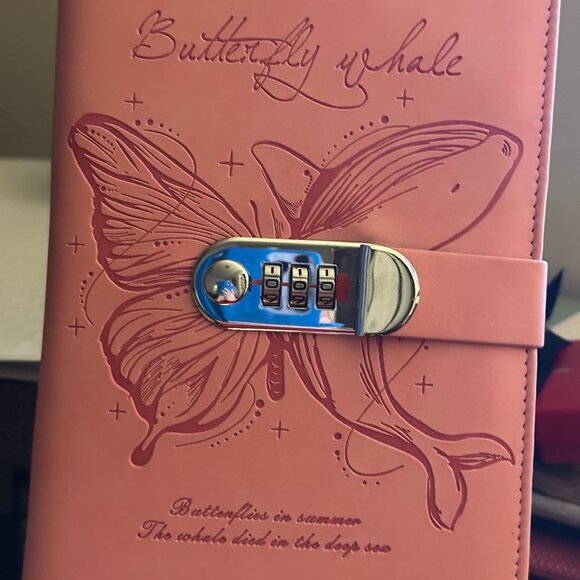 Butterfly whale
Butterflies in summer
The whale died in the deep sea